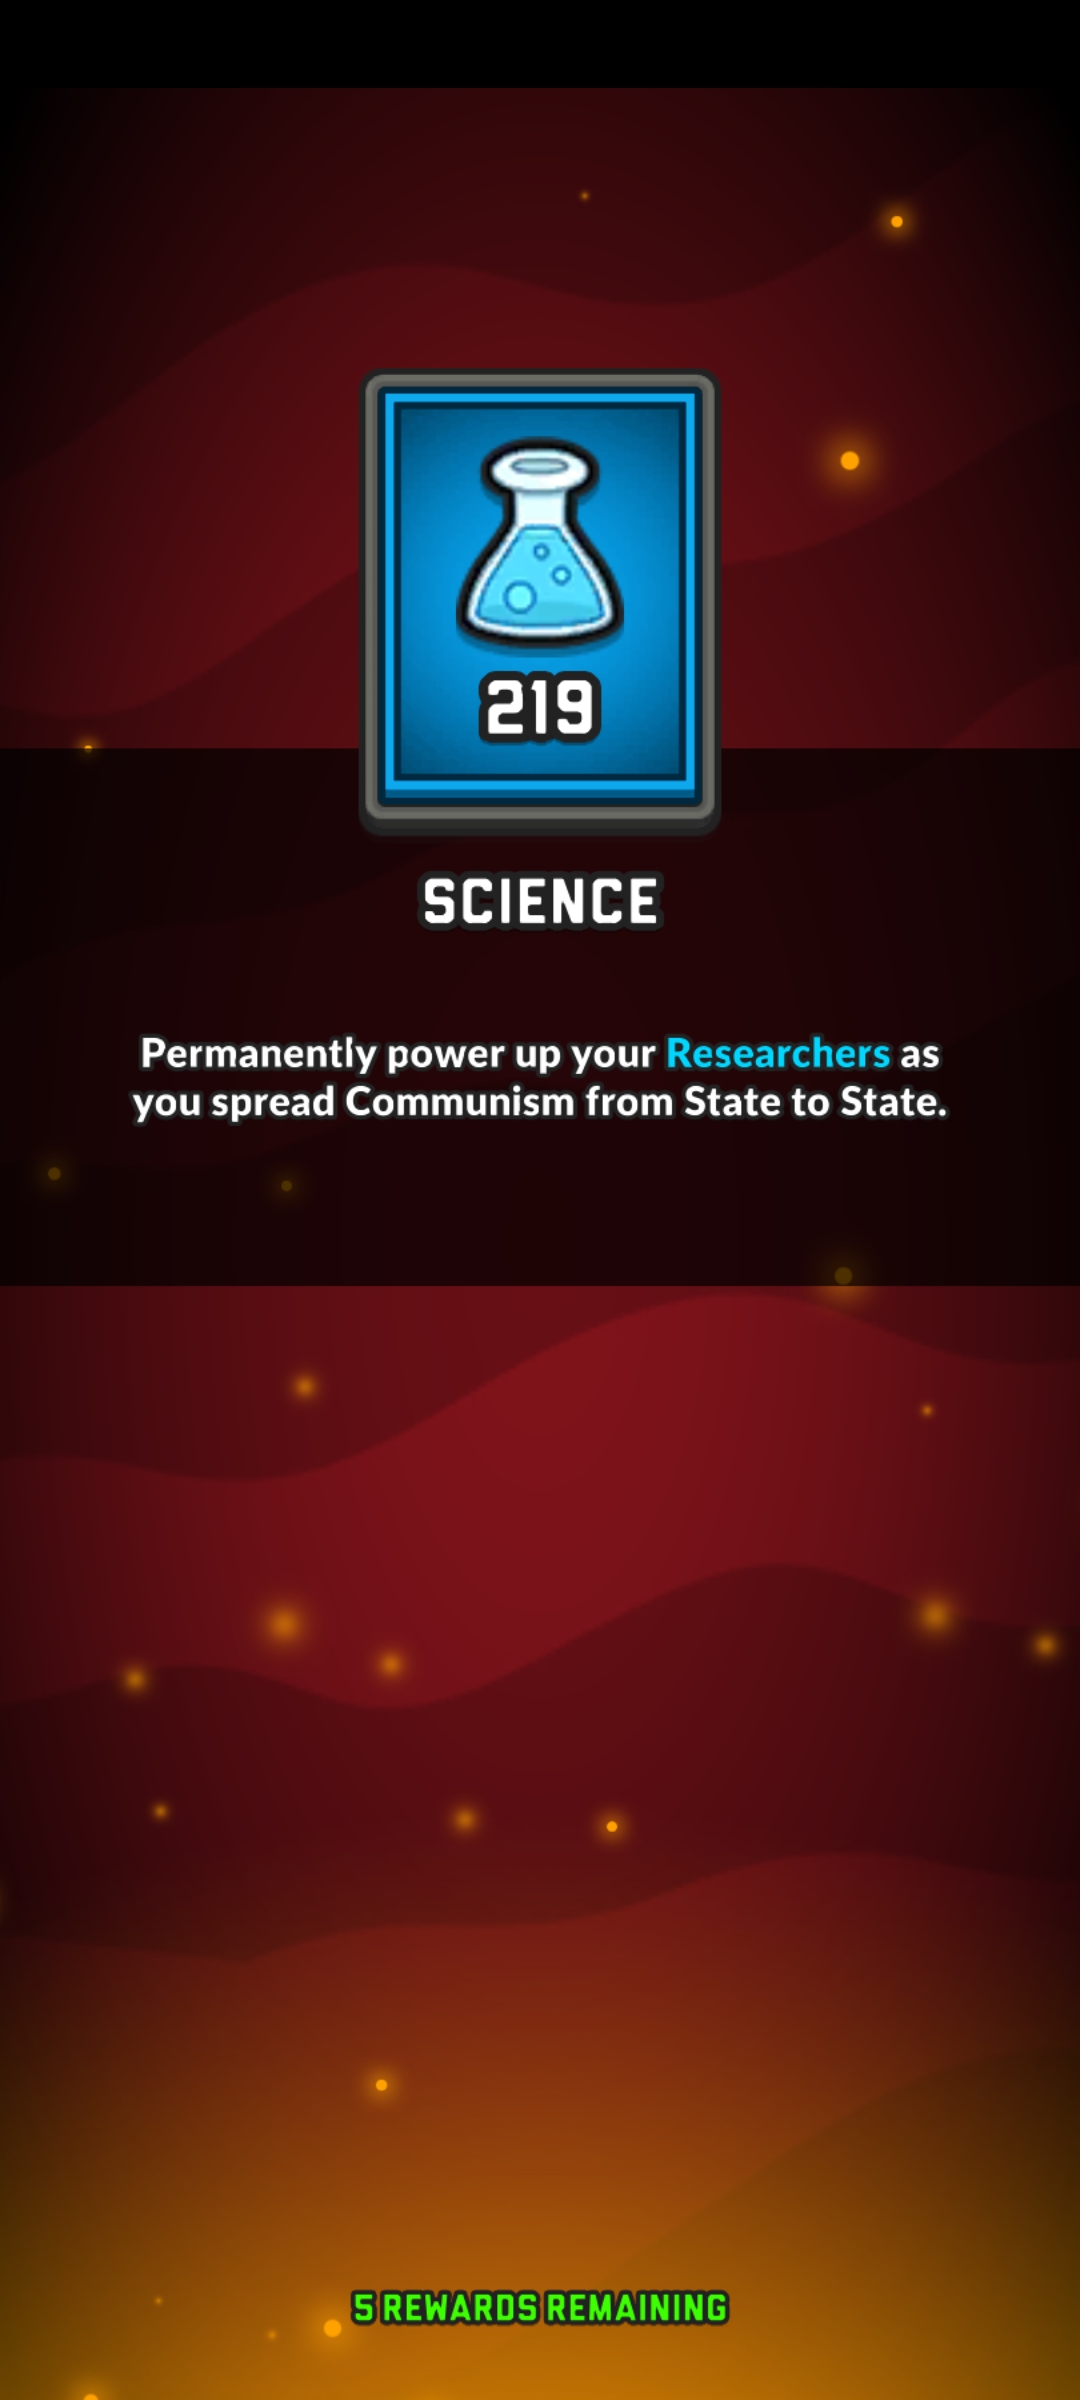 219
SCIENCE
Permanently power up your Researchers as
you spread Communism from State to State.
5 REWARDS REMAINING